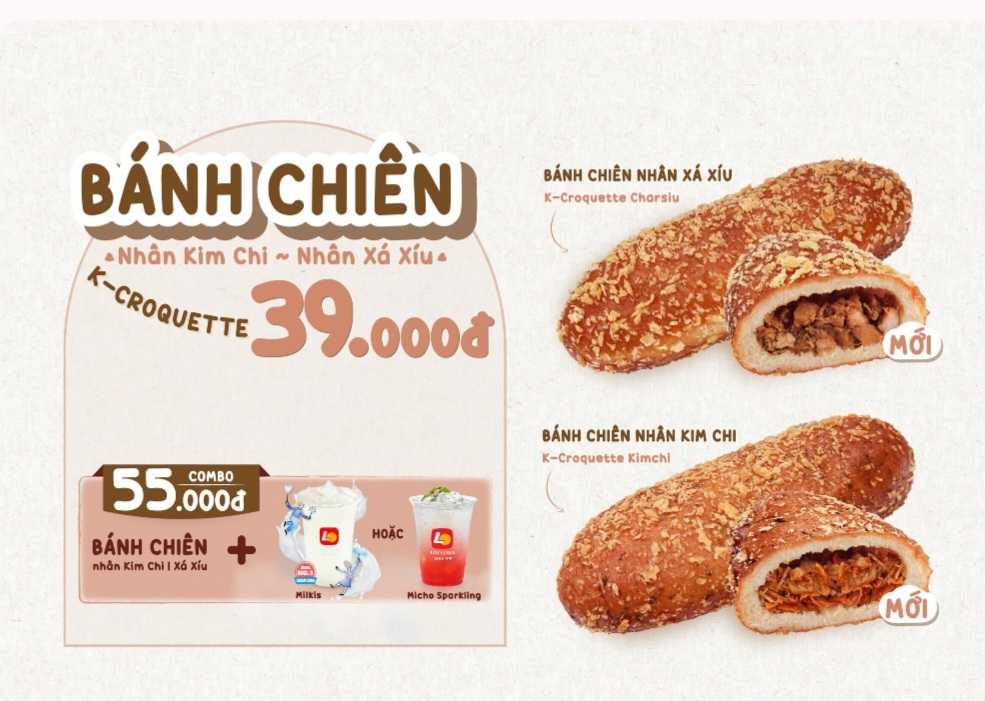 BÁNH CHIÊN
Nhân Kim Chi ~ Nhân Xá Xíu
K-CROQUETTE
39.000đ
55.000đ
COMBO
BÁNH CHIÊN
nhân Kim Chi | Xá Xíu
+
HOẶC
Milkis
Micho Sparkling
BÁNH CHIÊN NHÂN XÁ XÍU
K-Croquette Charsiu
MỚI
BÁNH CHIÊN NHÂN KIM CHI
K-Croquette Kimchi
MỚI